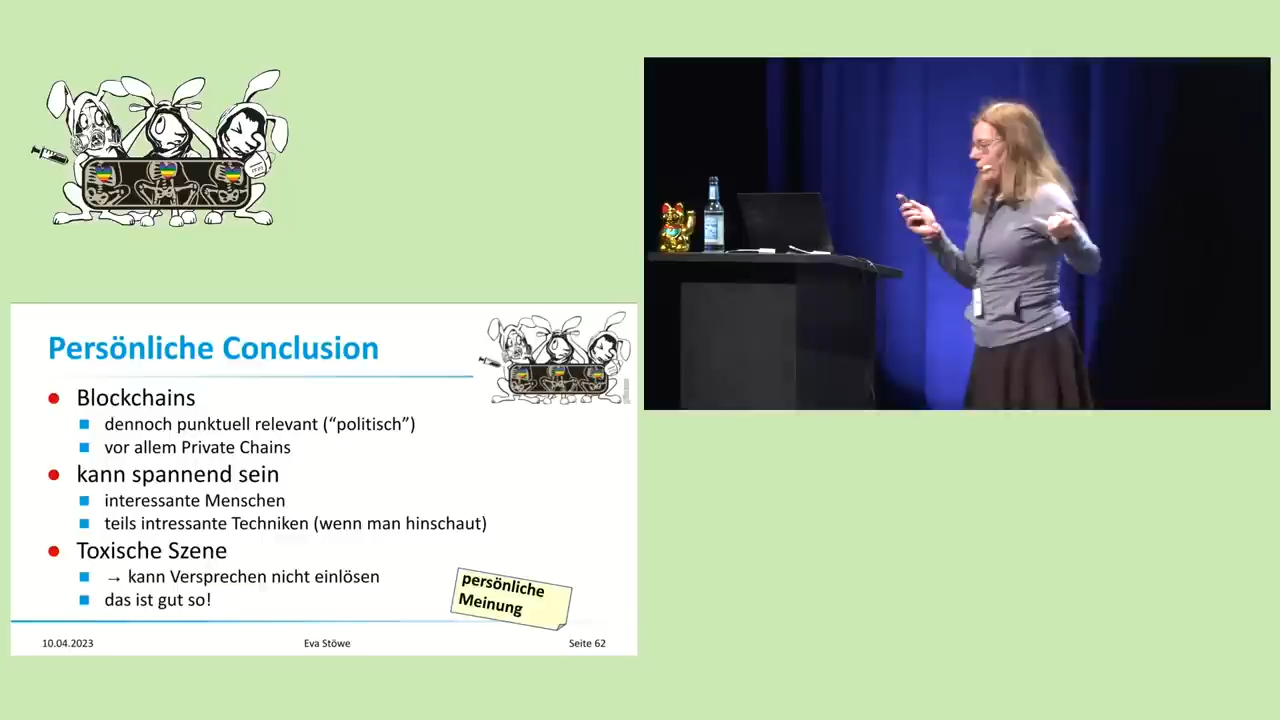 Persönliche Conclusion
Blockchains
dennoch punktuell relevant (“politisch”)
vor allem Private Chains
kann spannend sein
interessante Menschen
teils intressante Techniken (wenn man hinschaut)
Toxische Szene
→ kann Versprechen nicht einlösen
das ist gut so!
persönliche
Meinung
10.04.2023
Eva Stöwe
Seite 62